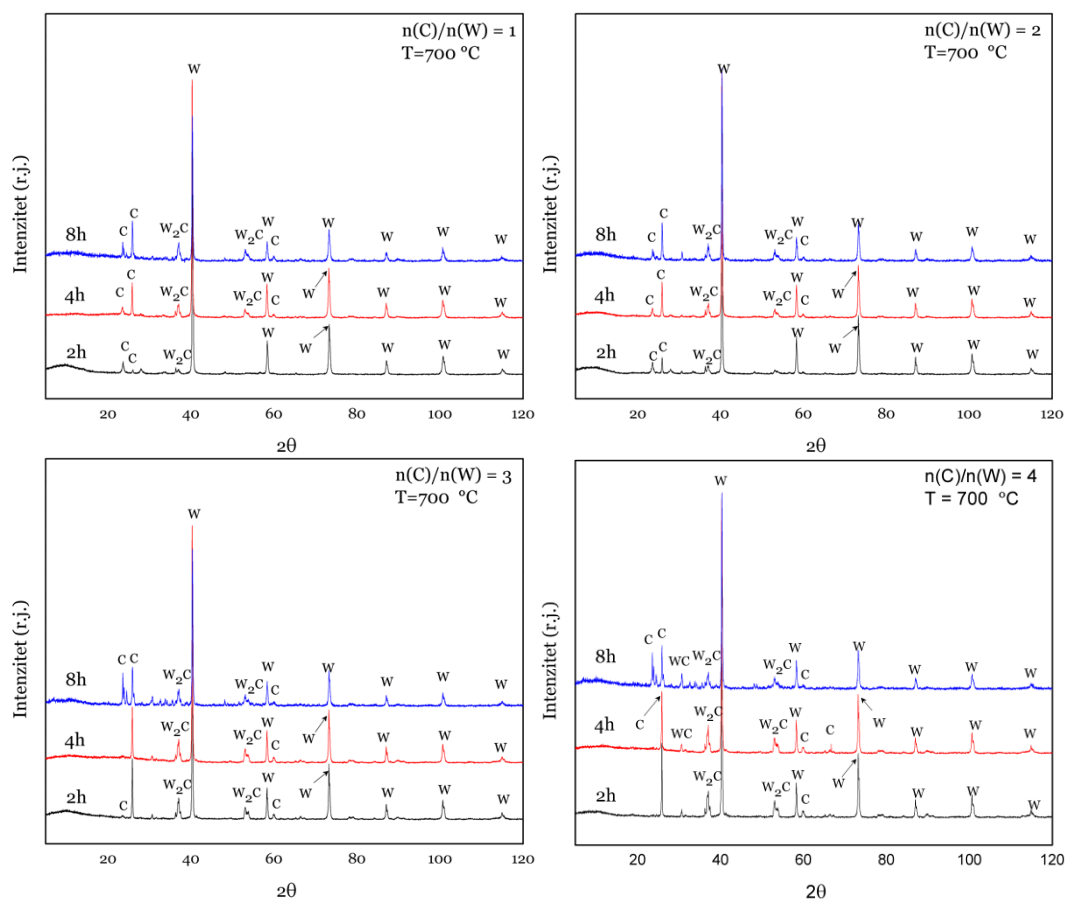 n(C)/n(W) = 1
T=700 °C
Intenzitet (r.j.)
W
C
C
W₂C
W₂C
W
C
W
W
W
W
8h
C
C
W₂C
W₂C
W
C
W
W
W
W
4h
C
C
W₂C
W
W
W
W
W
2h
20 40 60 80 100 120
2θ
n(C)/n(W) = 2
T=700 °C
Intenzitet (r.j.)
W
C
C
W₂C
W₂C
W
C
W
W
W
W
8h
C
C
W₂C
W₂C
W
C
W
W
W
W
4h
C
C
W₂C
W
W
W
W
W
2h
20 40 60 80 100 120
2θ
n(C)/n(W) = 3
T=700 °C
Intenzitet (r.j.)
W
C
C
W₂C
W₂C
W
C
W
W
W
W
8h
W₂C
W₂C
W
C
W
W
W
W
4h
C
W₂C
W₂C
W
C
W
W
W
W
2h
20 40 60 80 100 120
2θ
n(C)/n(W) = 4
T = 700 °C
Intenzitet (r.j.)
W
C
C
WC
W₂C
W₂C
W
C
W
W
W
W
8h
C
WC
W₂C
W₂C
W
C
C
W
W
W
W
4h
W₂C
W₂C
W
C
W
W
W
W
2h
20 40 60 80 100 120
2θ